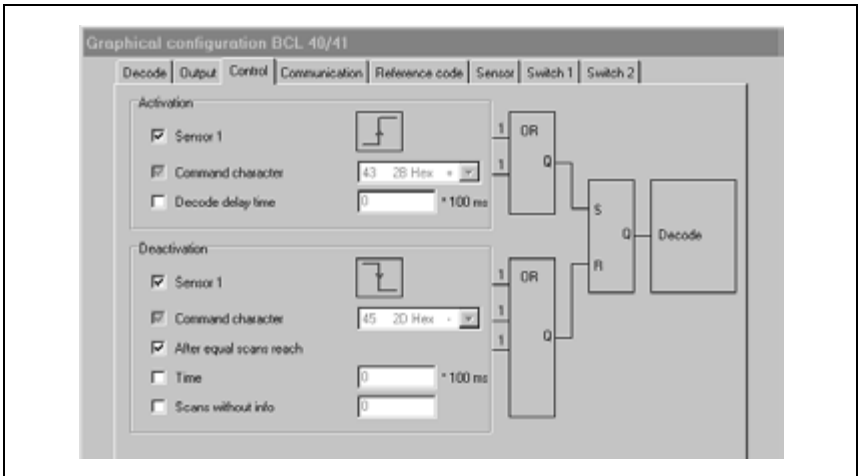 Graphical configuration BCL 40/41
Decode Output Control Communication Reference code Sensor Switch 1 Switch 2
Activation
Sensor 1
Command character 43 2B Hex +
Decode delay time 0 * 100 ms
1 OR
1 Q
S
Q Decode
R
Deactivation
Sensor 1
Command character 45 2D Hex -
After equal scans reach
Time 0 * 100 ms
Scans without info 0
1 OR
1
1 Q